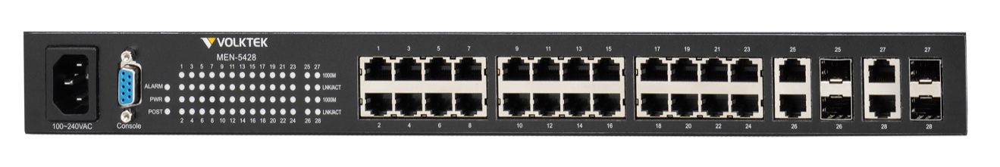 VOLKTEK
MEN-5428
100~240VAC
Console
ALARM
PWR
POST
1 3 5 7 9 11 13 15 17 19 21 23 25 27
1000M
LNK/ACT
1000M
LNK/ACT
2 4 6 8 10 12 14 16 18 20 22 24 26 28
1 3 5 7 9 11 13 15 17 19 21 23 25 25 27 27
2 4 6 8 10 12 14 16 18 20 22 24 26 26 28 28